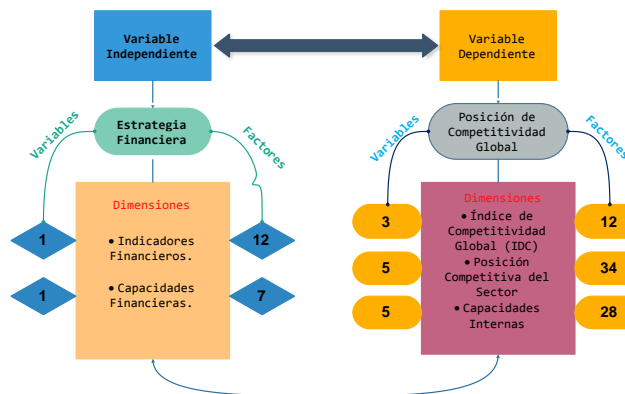 Variable
Independiente
Variable
Dependiente
Variables
Estrategia
Financiera
Factores
Variables
Posición de
Competitividad
Global
Factores
Dimensiones
• Indicadores
Financieros.
• Capacidades
Financieras.
1
12
1
7
Dimensiones
• Índice de
Competitividad
Global (IDC)
• Posición
Competitiva del
Sector
• Capacidades
Internas
3
12
5
34
5
28